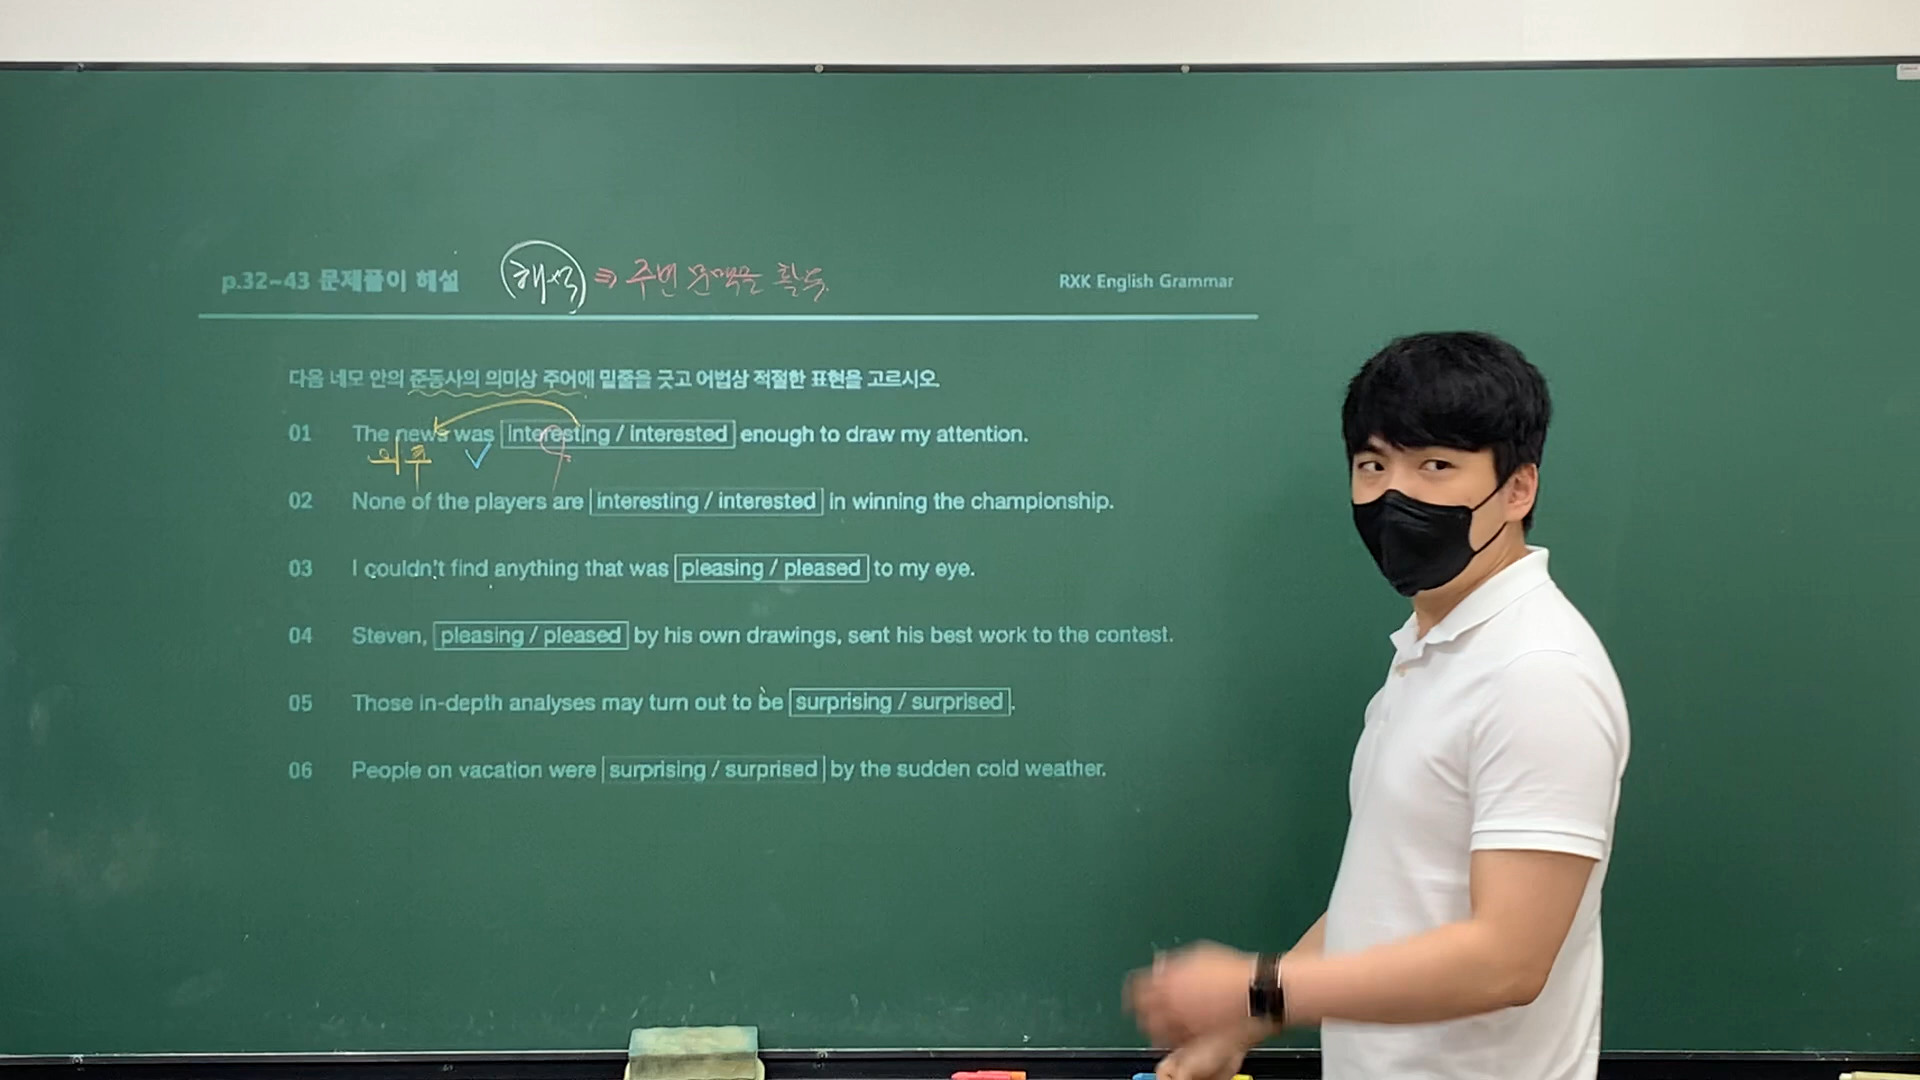 p.32~43 문제풀이 해설 해석 ⇒ 주변 문맥을 활용. RXK English Grammar
다음 네모 안의 준동사의 의미상 주어에 밑줄을 긋고 어법상 적절한 표현을 고르시오.
01 The news was interesting / interested enough to draw my attention.
의주
02 None of the players are interesting / interested in winning the championship.
03 I couldn't find anything that was pleasing / pleased to my eye.
04 Steven, pleasing / pleased by his own drawings, sent his best work to the contest.
05 Those in-depth analyses may turn out to be surprising / surprised.
06 People on vacation were surprising / surprised by the sudden cold weather.